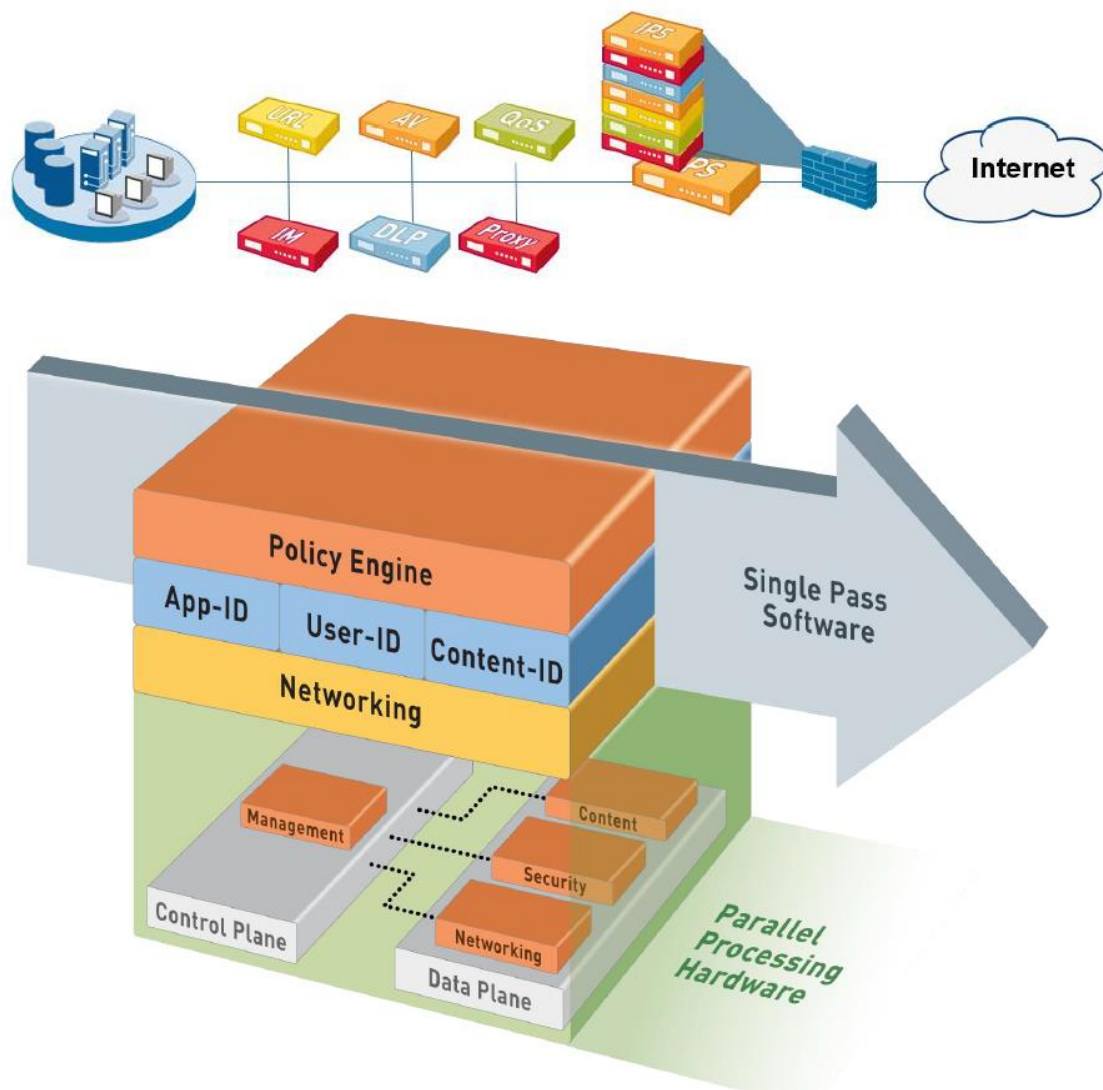 IPS
URL
AV
QoS
PS
Internet
IM
DLP
Proxy
Policy Engine
App-ID
User-ID
Content-ID
Networking
Single Pass
Software
Management
Content
Security
Networking
Control Plane
Data Plane
Parallel
Processing
Hardware